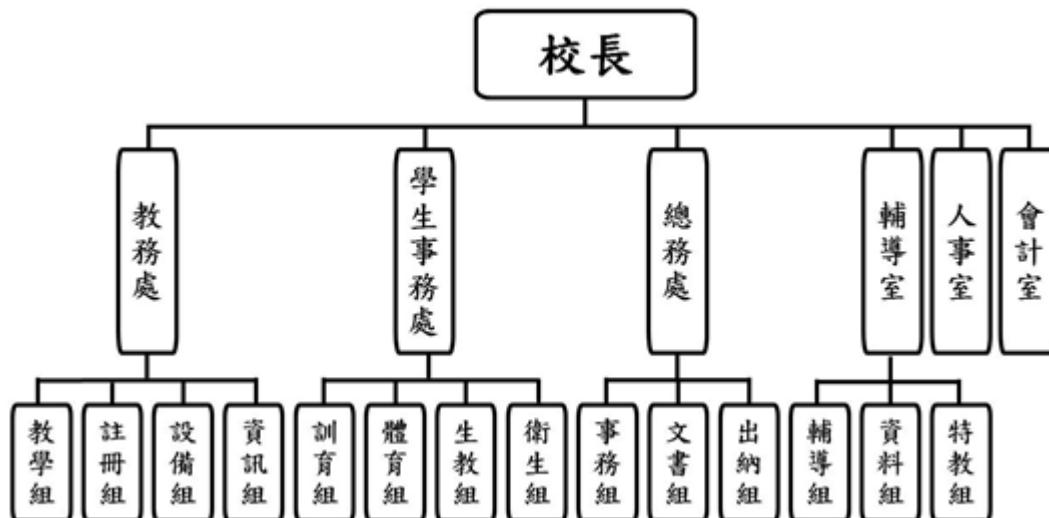 校長
教務處
學生事務處
總務處
輔導室
人事室
會計室
教學組
註冊組
設備組
資訊組
訓育組
體育組
生教組
衛生組
事務組
文書組
出納組
輔導組
資料組
特教組